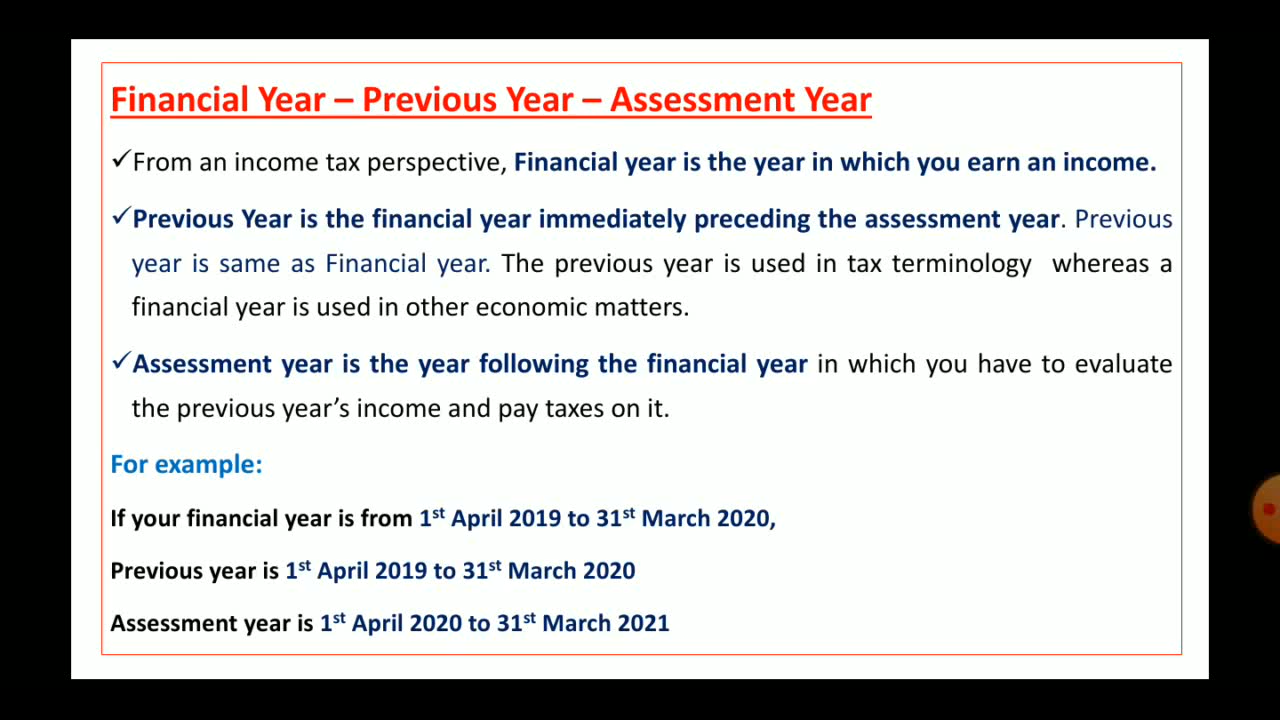 Financial Year – Previous Year – Assessment Year
✓From an income tax perspective, Financial year is the year in which you earn an income.
✓Previous Year is the financial year immediately preceding the assessment year. Previous
year is same as Financial year. The previous year is used in tax terminology whereas a
financial year is used in other economic matters.
✓Assessment year is the year following the financial year in which you have to evaluate
the previous year’s income and pay taxes on it.
For example:
If your financial year is from 1st April 2019 to 31st March 2020,
Previous year is 1st April 2019 to 31st March 2020
Assessment year is 1st April 2020 to 31st March 2021